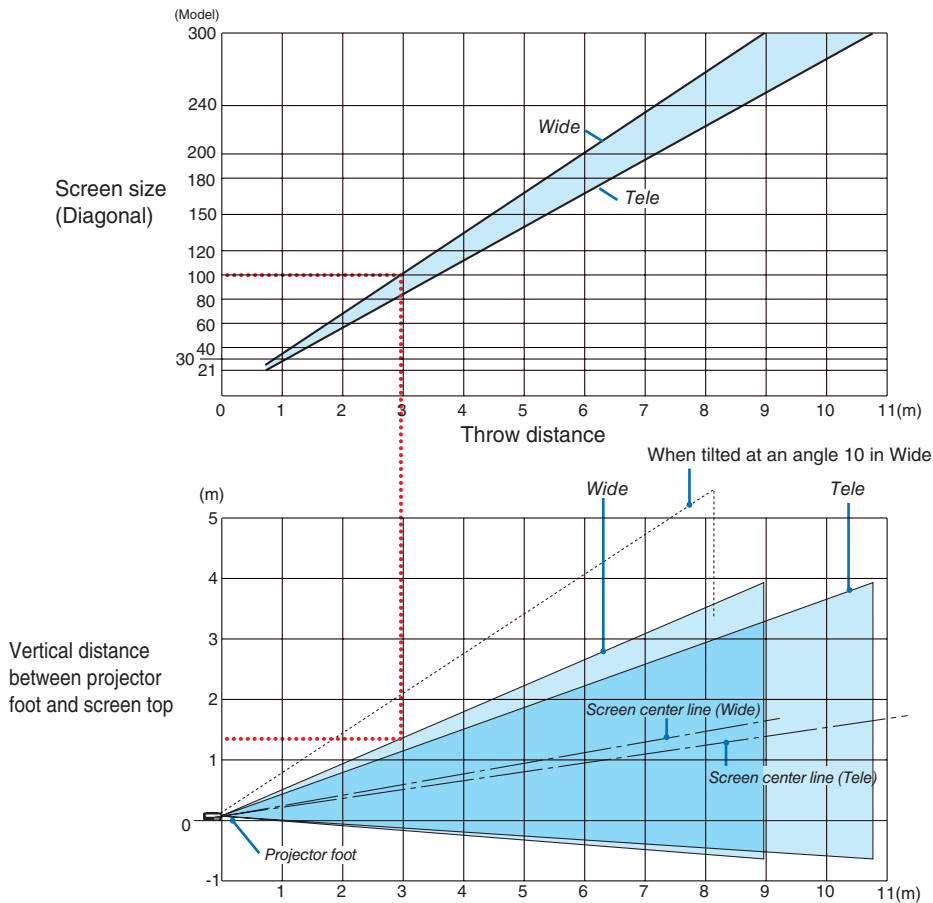 (Model)
300
240
200
180
150
120
100
80
60
40
30
21
Screen size
(Diagonal)
Wide
Tele
0 1 2 3 4 5 6 7 8 9 10 11(m)
Throw distance
When tilted at an angle 10 in Wide
Wide
Tele
(m)
5
4
3
2
1
0
-1
Vertical distance
between projector
foot and screen top
Screen center line (Wide)
Screen center line (Tele)
Projector foot
1 2 3 4 5 6 7 8 9 10 11(m)